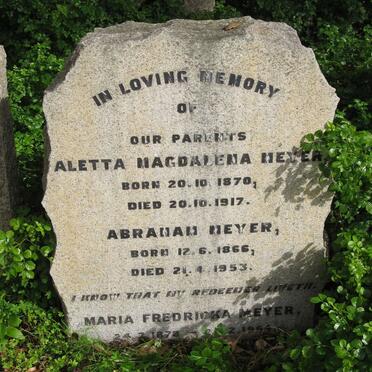 IN LOVING MEMORY
OF
OUR PARENTS
ALETTA MAGDALENA MEYER,
BORN 20.10.1870,
DIED 20.10.1917.
ABRAHAM MEYER,
BORN 12.6.1866,
DIED 21.4.1953.
I KNOW THAT MY REDEEMER LIVETH.
MARIA FREDRICKA MEYER,